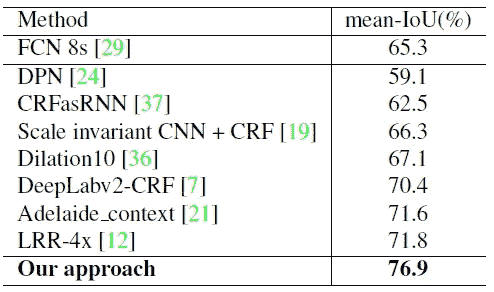 Method mean-IoU(%)
FCN 8s [29] 65.3
DPN [24] 59.1
CRFasRNN [37] 62.5
Scale invariant CNN + CRF [19] 66.3
Dilation10 [36] 67.1
DeepLabv2-CRF [7] 70.4
Adelaide_context [21] 71.6
LRR-4x [12] 71.8
Our approach 76.9